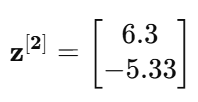 z^[2] = [6.3
-5.33]